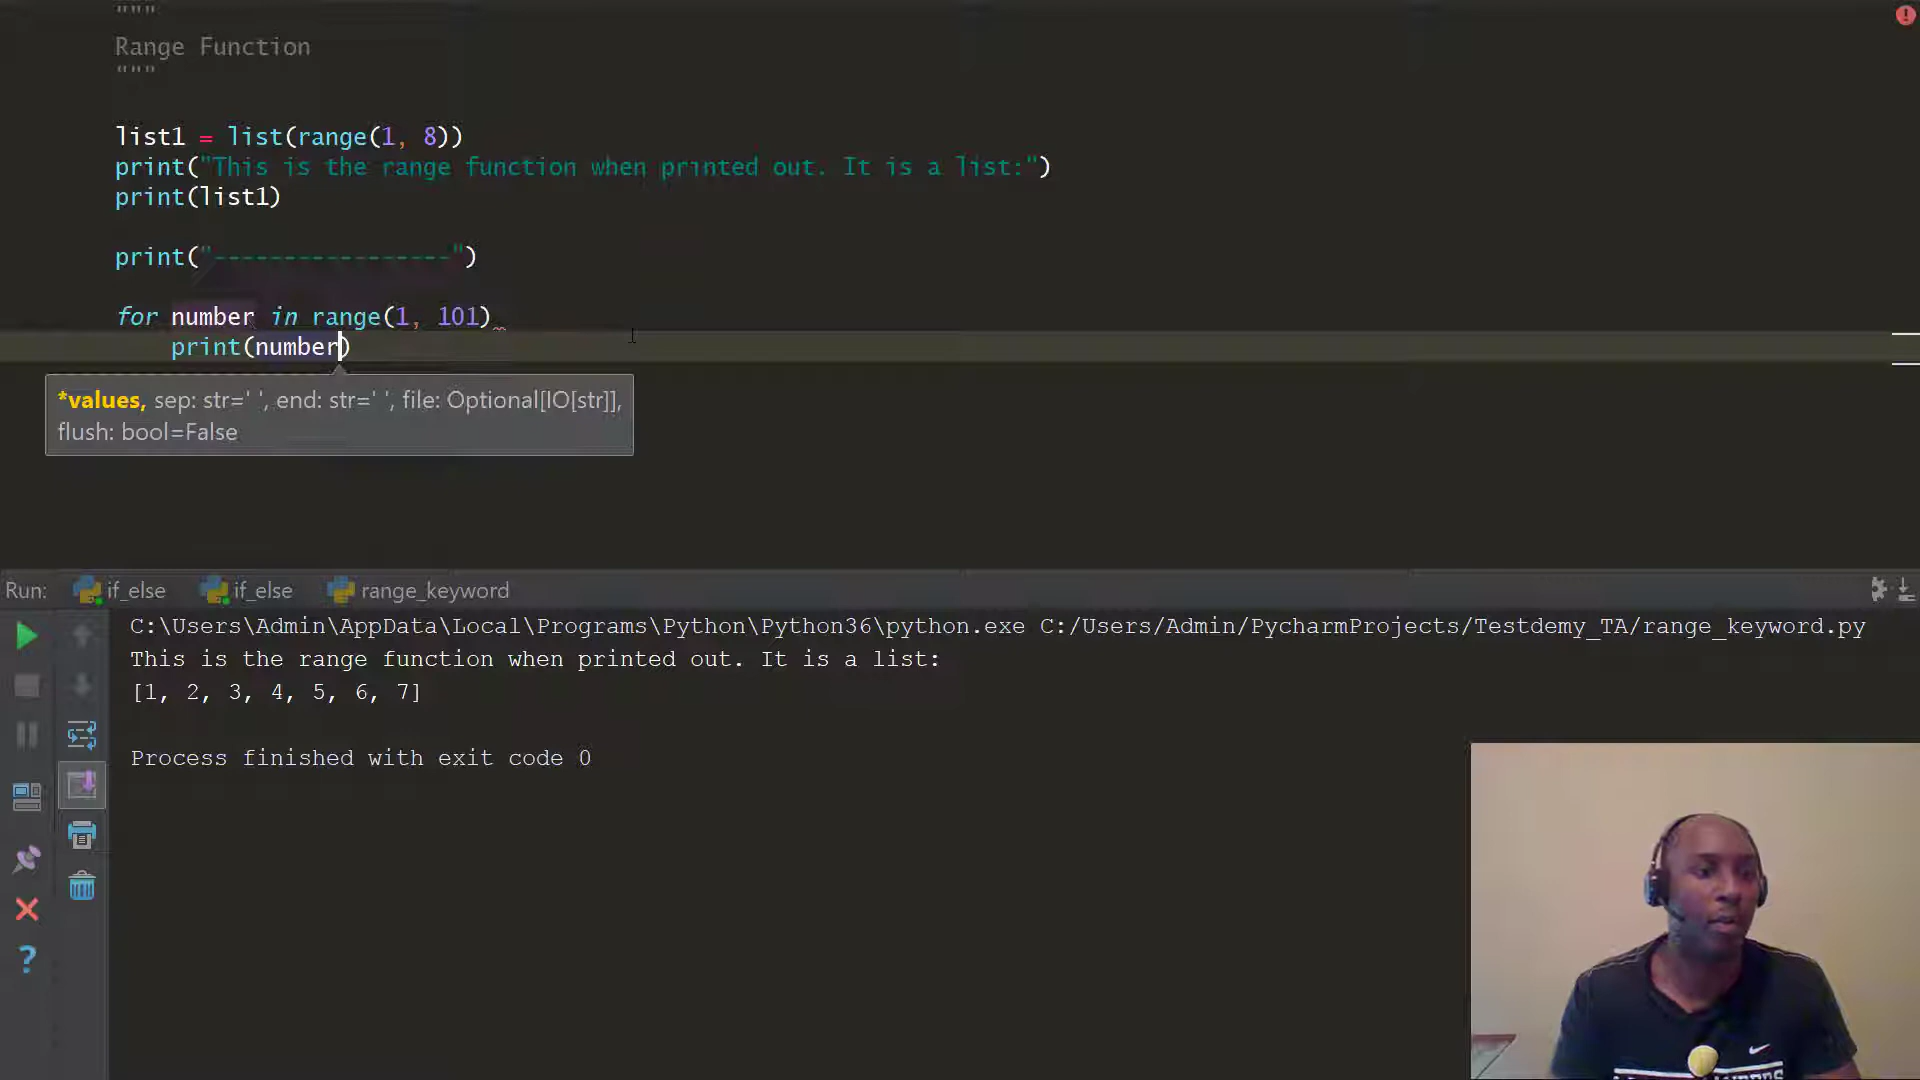 """
Range Function
"""
list1 = list(range(1, 8))
print("This is the range function when printed out. It is a list:")
print(list1)
print("-----------------")
for number in range(1, 101)
print(number)
*values, sep: str=' ', end: str=' ', file: Optional[IO[str]],
flush: bool=False
Run: if_else if_else range_keyword
C:\Users\Admin\AppData\Local\Programs\Python\Python36\python.exe C:/Users/Admin/PycharmProjects/Testdemy_TA/range_keyword.py
This is the range function when printed out. It is a list:
[1, 2, 3, 4, 5, 6, 7]
Process finished with exit code 0